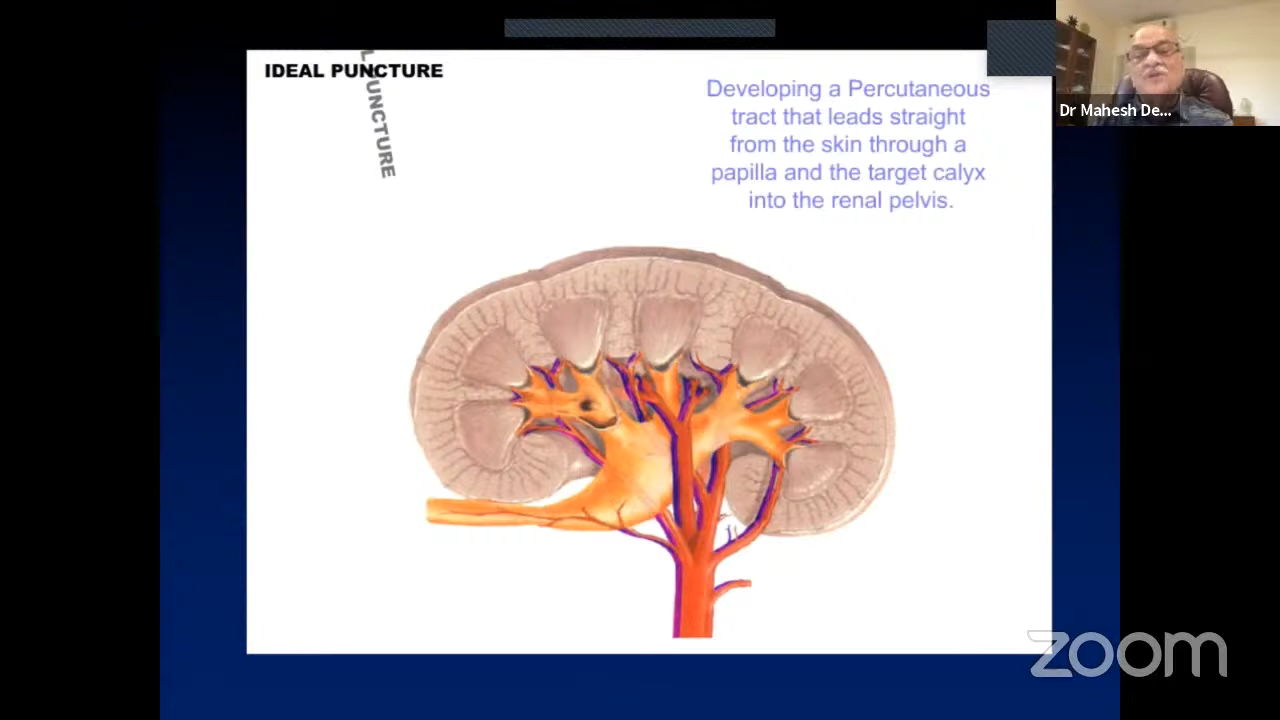 IDEAL PUNCTURE
L PUNCTURE
Developing a Percutaneous
tract that leads straight
from the skin through a
papilla and the target calyx
into the renal pelvis.
Dr Mahesh De...
zoom